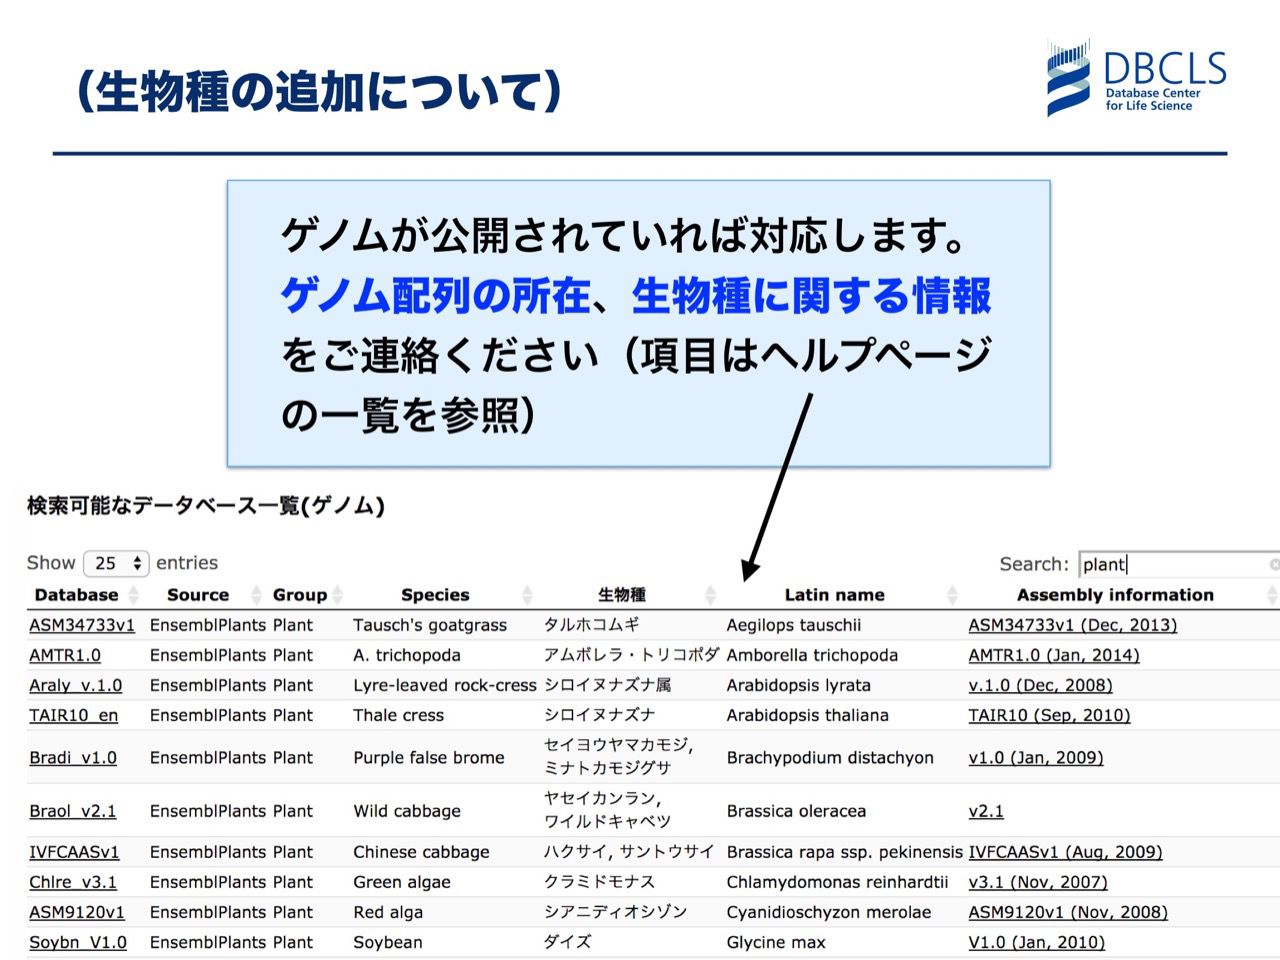 （生物種の追加について）
DBCLS
Database Center
for Life Science
ゲノムが公開されていれば対応します。
ゲノム配列の所在、生物種に関する情報
をご連絡ください（項目はヘルプページ
の一覧を参照）
検索可能なデータベース一覧(ゲノム)
Show 25 entries Search: plant
Database Source Group Species 生物種 Latin name Assembly information
ASM34733v1 EnsemblPlants Plant Tausch's goatgrass タルホコムギ Aegilops tauschii ASM34733v1 (Dec, 2013)
AMTR1.0 EnsemblPlants Plant A. trichopoda アムボレラ・トリコポダ Amborella trichopoda AMTR1.0 (Jan, 2014)
Araly_v.1.0 EnsemblPlants Plant Lyre-leaved rock-cress シロイヌナズナ属 Arabidopsis lyrata v.1.0 (Dec, 2008)
TAIR10_en EnsemblPlants Plant Thale cress シロイヌナズナ Arabidopsis thaliana TAIR10 (Sep, 2010)
Bradi_v1.0 EnsemblPlants Plant Purple false brome セイヨウヤマカモジ, Brachypodium distachyon v1.0 (Jan, 2009)
ミナトカモジグサ
Braol_v2.1 EnsemblPlants Plant Wild cabbage ヤセイカンラン, Brassica oleracea v2.1
ワイルドキャベツ
IVFCAASv1 EnsemblPlants Plant Chinese cabbage ハクサイ, サントウサイ Brassica rapa ssp. pekinensis IVFCAASv1 (Aug, 2009)
Chlre_v3.1 EnsemblPlants Plant Green algae クラミドモナス Chlamydomonas reinhardtii v3.1 (Nov, 2007)
ASM9120v1 EnsemblPlants Plant Red alga シアニディオシゾン Cyanidioschyzon merolae ASM9120v1 (Nov, 2008)
Soybn_V1.0 EnsemblPlants Plant Soybean ダイズ Glycine max V1.0 (Jan, 2010)